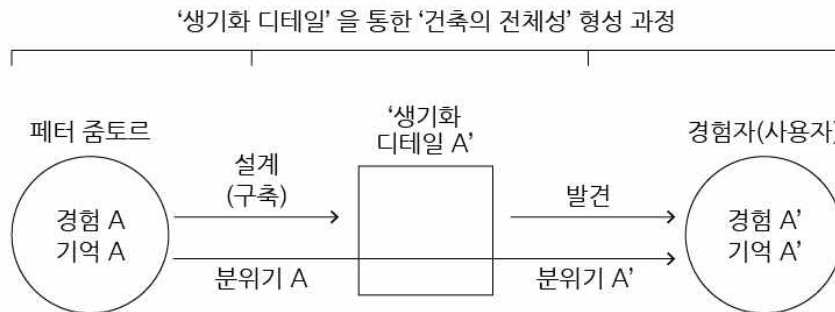 ‘생기화 디테일’ 을 통한 ‘건축의 전체성’ 형성 과정
페터 줌토르
경험 A
기억 A
설계
(구축)
분위기 A
‘생기화
디테일 A’
발견
분위기 A’
경험자(사용자)
경험 A’
기억 A’